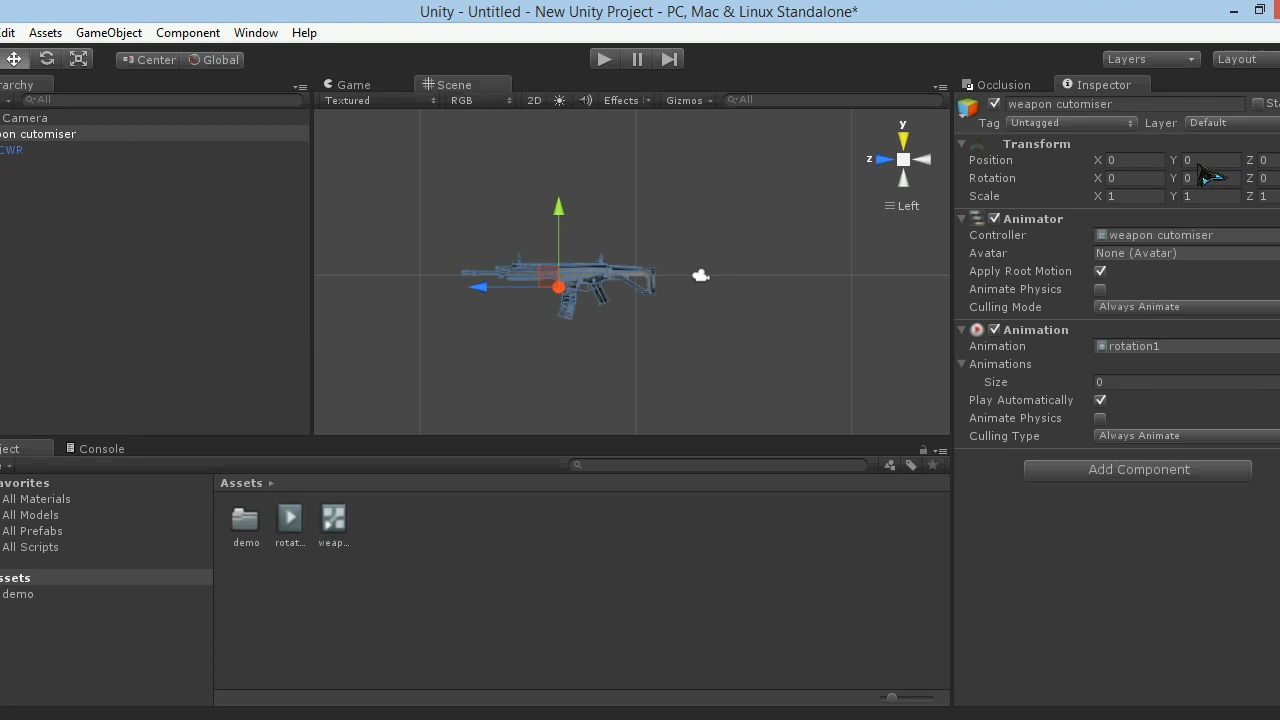 Unity - Untitled - New Unity Project - PC, Mac & Linux Standalone*
dit Assets GameObject Component Window Help
Center Global Layers Layout
rarchy
All
Camera
on cutomiser
CWR
Game Scene
Textured RGB 2D Effects Gizmos All
y
z
Left
Occlusion Inspector
weapon cutomiser Sta
Tag Untagged Layer Default
Transform
Position X 0 Y 0 Z 0
Rotation X 0 Y 0 Z 0
Scale X 1 Y 1 Z 1
Animator
Controller weapon cutomiser
Avatar None (Avatar)
Apply Root Motion
Animate Physics
Culling Mode Always Animate
Animation
Animation rotation1
Animations
Size 0
Play Automatically
Animate Physics
Culling Type Always Animate
Add Component
ject Console
avorites
All Materials
All Models
All Prefabs
All Scripts
ssets
demo
Assets
demo rotat... weap...